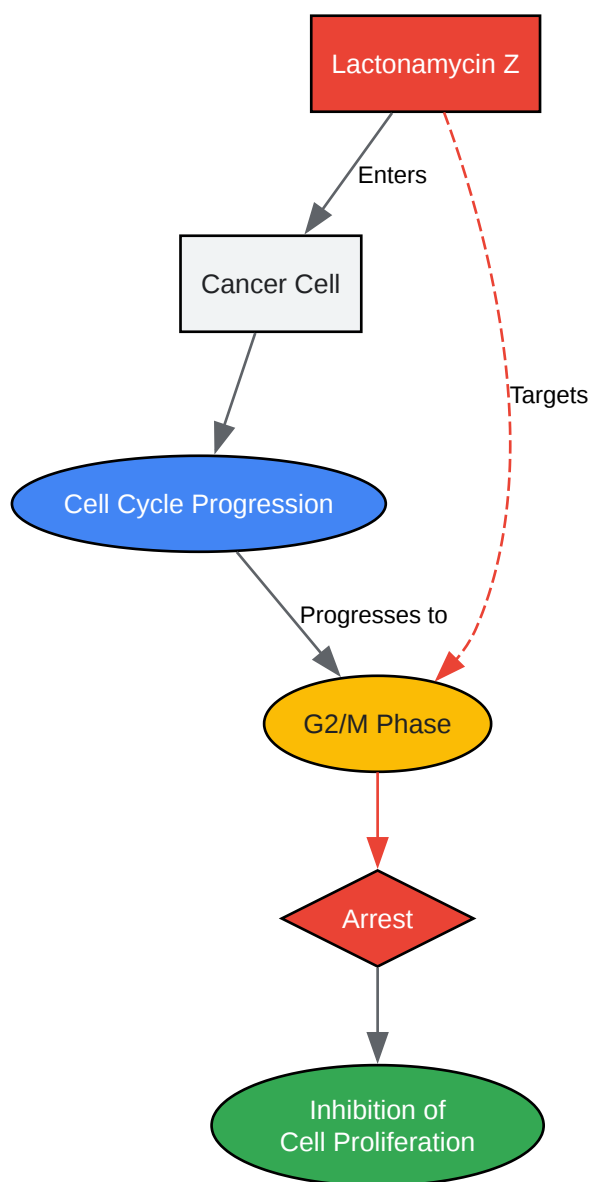 Lactonamycin Z
Enters
Cancer Cell
Targets
Cell Cycle Progression
Progresses to
G2/M Phase
Arrest
Inhibition of
Cell Proliferation